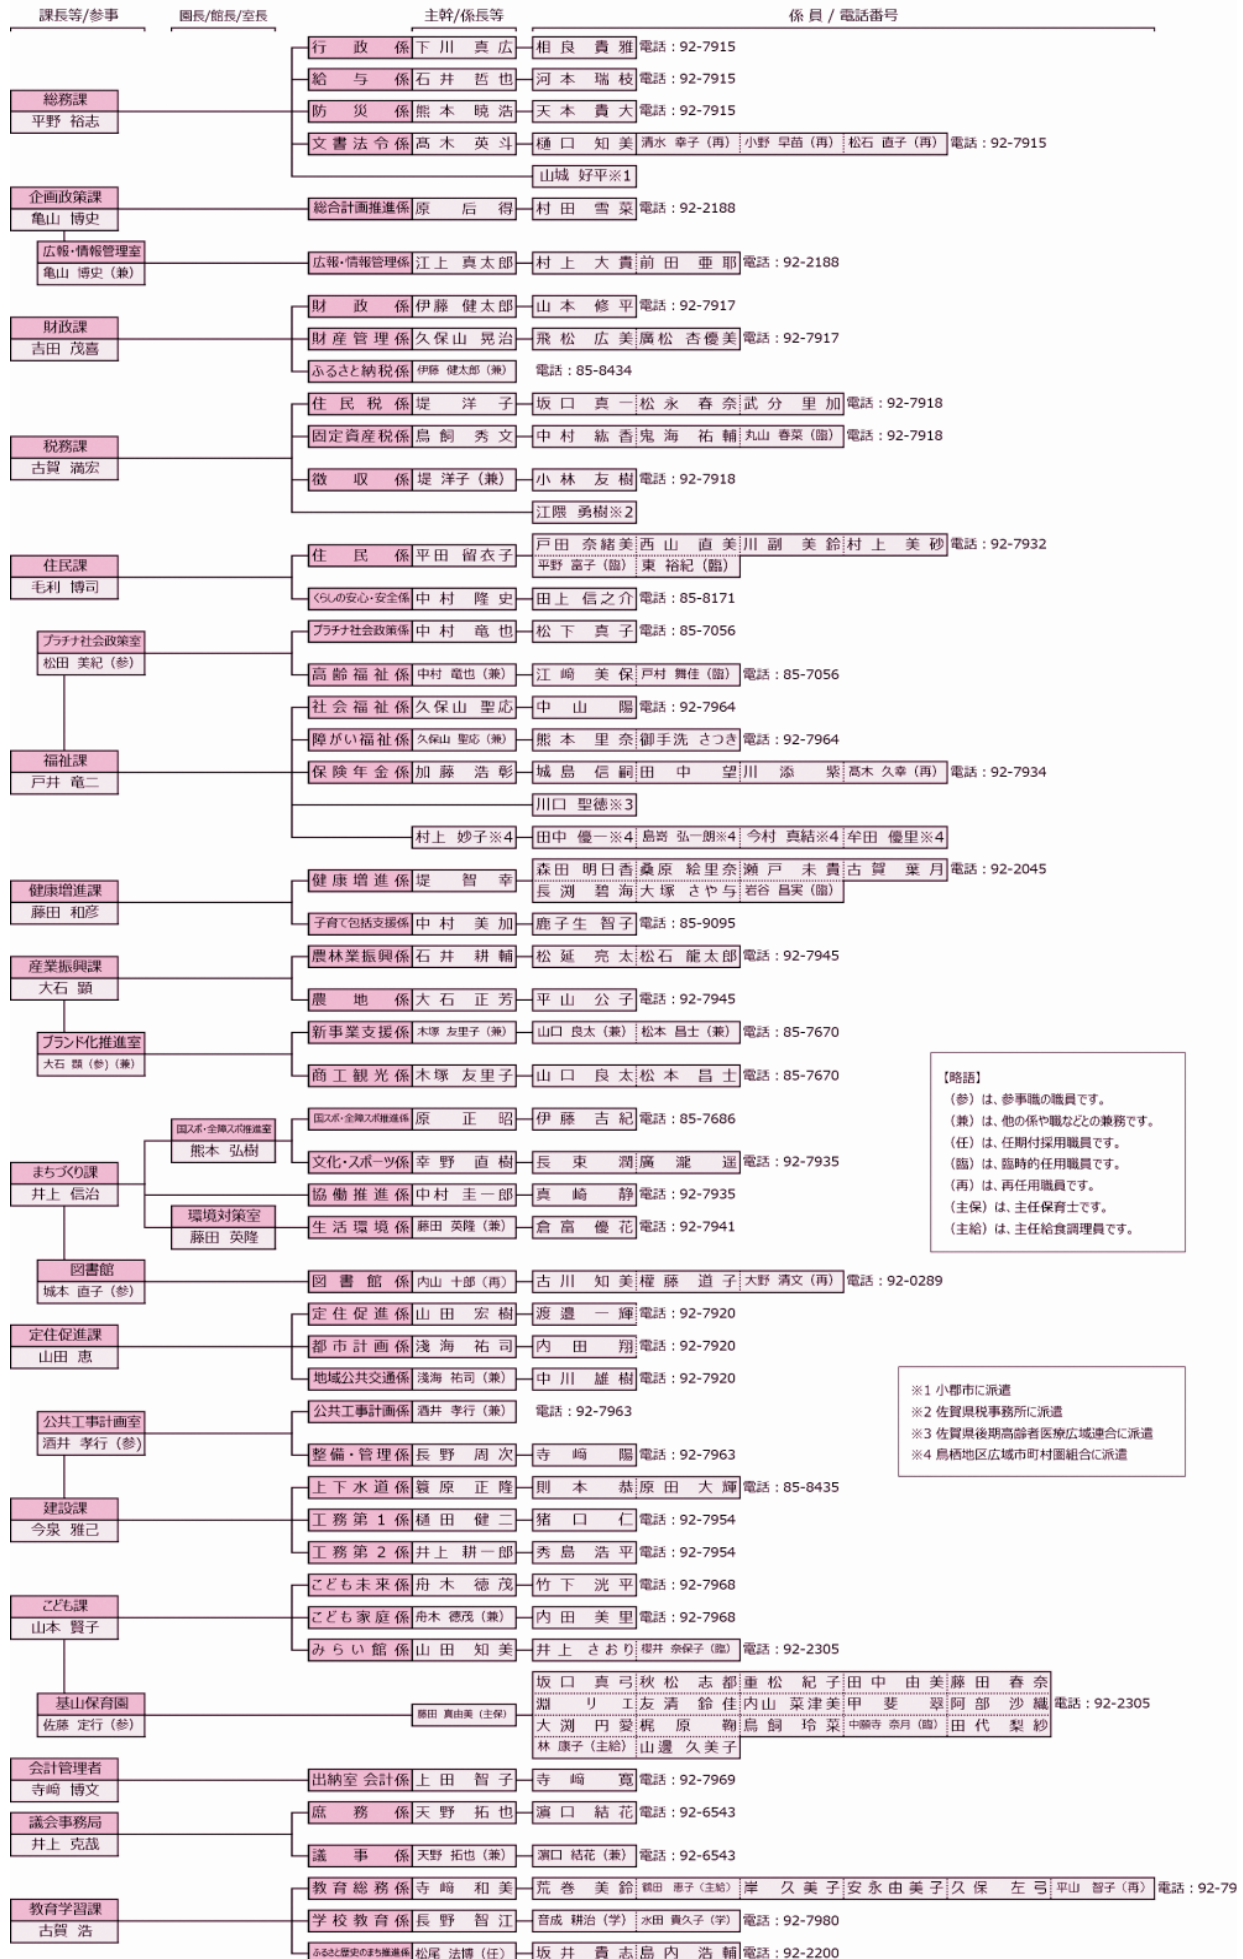 課長等/参事 園長/館長/室長 主幹/係長等 係 員 / 電話番号
行政係 下川 真広 相良 貴雅 電話:92-7915
給与係 石井 哲也 河本 瑞枝 電話:92-7915
総務課
平野 裕志
防災係 熊本 暁浩 天本 貴大 電話:92-7915
文書法令係 髙木 英斗 樋口 知美 清水 幸子(再) 小野 早苗(再) 松石 直子(再) 電話:92-7915
山城 好平※1
企画政策課
亀山 博史
総合計画推進係 原 后得 村田 雪菜 電話:92-2188
広報・情報管理室
亀山 博史(兼)
広報・情報管理係 江上 真太郎 村上 大貴 前田 亜耶 電話:92-2188
財政係 伊藤 健太郎 山本 修平 電話:92-7917
財政課
吉田 茂喜
財産管理係 久保山 晃治 飛松 広美 廣松 杏優美 電話:92-7917
ふるさと納税係 伊藤 健太郎(兼) 電話:85-8434
住民税係 堤 洋子 坂口 真一 松永 春奈 武分 里加 電話:92-7918
固定資産税係 鳥飼 秀文 中村 紘香 鬼海 祐輔 丸山 春菜(臨) 電話:92-7918
税務課
古賀 満宏
徴収係 堤 洋子(兼) 小林 友樹 電話:92-7918
江隈 勇樹※2
住民係 平田 留衣子 戸田 奈緒美 西山 直美 川副 美鈴 村上 美砂 電話:92-7932
平野 富子(臨) 東 裕紀(臨)
住民課
毛利 博司
くらしの安心・安全係 中村 隆史 田上 信之介 電話:85-8171
プラチナ社会政策係 中村 竜也 松下 真子 電話:85-7056
プラチナ社会政策室
松田 美紀(参)
高齢福祉係 中村 竜也(兼) 江﨑 美保 戸村 舞佳(臨) 電話:85-7056
社会福祉係 久保山 聖応 中山 陽 電話:92-7964
障がい福祉係 久保山 聖応(兼) 熊本 里奈 御手洗 さつき 電話:92-7964
福祉課
戸井 竜二
保険年金係 加藤 浩彰 城島 信嗣 田中 望 川添 紫 髙木 久幸(再) 電話:92-7934
川口 聖徳※3
村上 妙子※4 田中 優一※4 島嵜 弘一朗※4 今村 真結※4 牟田 優里※4
健康増進係 堤 智幸 森田 明日香 桑原 絵里奈 瀬戸 未貴 古賀 葉月 電話:92-2045
長渕 碧海 大塚 さや与 岩谷 昌実(臨)
健康増進課
藤田 和彦
子育て包括支援係 中村 美加 鹿子生 智子 電話:85-9095
農林業振興係 石井 耕輔 松延 亮太 松石 龍太郎 電話:92-7945
産業振興課
大石 顕
農地係 大石 正芳 平山 公子 電話:92-7945
新事業支援係 木塚 友里子(兼) 山口 良太(兼) 松本 昌士(兼) 電話:85-7670
ブランド化推進室
大石 顕(参)(兼)
商工観光係 木塚 友里子 山口 良太 松本 昌士 電話:85-7670
【略語】
(参)は、参事職の職員です。
(兼)は、他の係や職などとの兼務です。
(任)は、任期付採用職員です。
(臨)は、臨時的任用職員です。
(再)は、再任用職員です。
(主保)は、主任保育士です。
(主給)は、主任給食調理員です。
国スポ・全障スポ推進係 原 正昭 伊藤 吉紀 電話:85-7686
国スポ・全障スポ推進室
熊本 弘樹
文化・スポーツ係 幸野 直樹 長東 潤 廣瀧 遥 電話:92-7935
まちづくり課
井上 信治
協働推進係 中村 圭一郎 真崎 静 電話:92-7935
環境対策室
藤田 英隆
生活環境係 藤田 英隆(兼) 倉富 優花 電話:92-7941
図書館
城本 直子(参)
図書館係 内山 十郎(再) 古川 知美 權藤 道子 大野 清文(再) 電話:92-0289
定住促進係 山田 宏樹 渡邉 一輝 電話:92-7920
定住促進課
山田 恵
都市計画係 淺海 祐司 内田 翔 電話:92-7920
地域公共交通係 淺海 祐司(兼) 中川 雄樹 電話:92-7920
※1 小郡市に派遣
※2 佐賀県税事務所に派遣
※3 佐賀県後期高齢者医療広域連合に派遣
※4 鳥栖地区広域市町村圏組合に派遣
公共工事計画係 酒井 孝行(兼) 電話:92-7963
公共工事計画室
酒井 孝行(参)
整備・管理係 長野 周次 寺﨑 陽 電話:92-7963
上下水道係 簑原 正隆 則本 恭 原田 大輝 電話:85-8435
建設課
今泉 雅己
工務第1係 樋田 健二 猪口 仁 電話:92-7954
工務第2係 井上 耕一郎 秀島 浩平 電話:92-7954
こども未来係 舟木 徳茂 竹下 洸平 電話:92-7968
こども課
山本 賢子
こども家庭係 舟木 徳茂(兼) 内田 美里 電話:92-7968
みらい館係 山田 知美 井上 さおり 櫻井 奈保子(臨) 電話:92-2305
坂口 真弓 秋松 志都 重松 紀子 田中 由美 藤田 春奈
基山保育園
佐藤 定行(参)
藤田 真由美(主保) 淵 リエ 友清 鈴佳 内山 菜津美 甲斐 翠 阿部 沙織 電話:92-2305
大渕 円愛 梶原 鞠 鳥飼 玲菜 中願寺 奈月(臨) 田代 梨紗
林 康子(主給) 山邊 久美子
会計管理者
寺﨑 博文
出納室 会計係 上田 智子 寺﨑 寛 電話:92-7969
庶務係 天野 拓也 濵口 結花 電話:92-6543
議会事務局
井上 克哉
議事係 天野 拓也(兼) 濵口 結花(兼) 電話:92-6543
教育総務係 寺﨑 和美 荒巻 美鈴 鶴田 恵子(主給) 岸 久美子 安永由美子 久保 左弓 平山 智子(再) 電話:92-79
教育学習課
古賀 浩
学校教育係 長野 智江 音成 耕治(学) 水田 貴久子(学) 電話:92-7980
ふるさと歴史のまち推進係 松尾 法博(任) 坂井 貴志 島内 浩輔 電話:92-2200